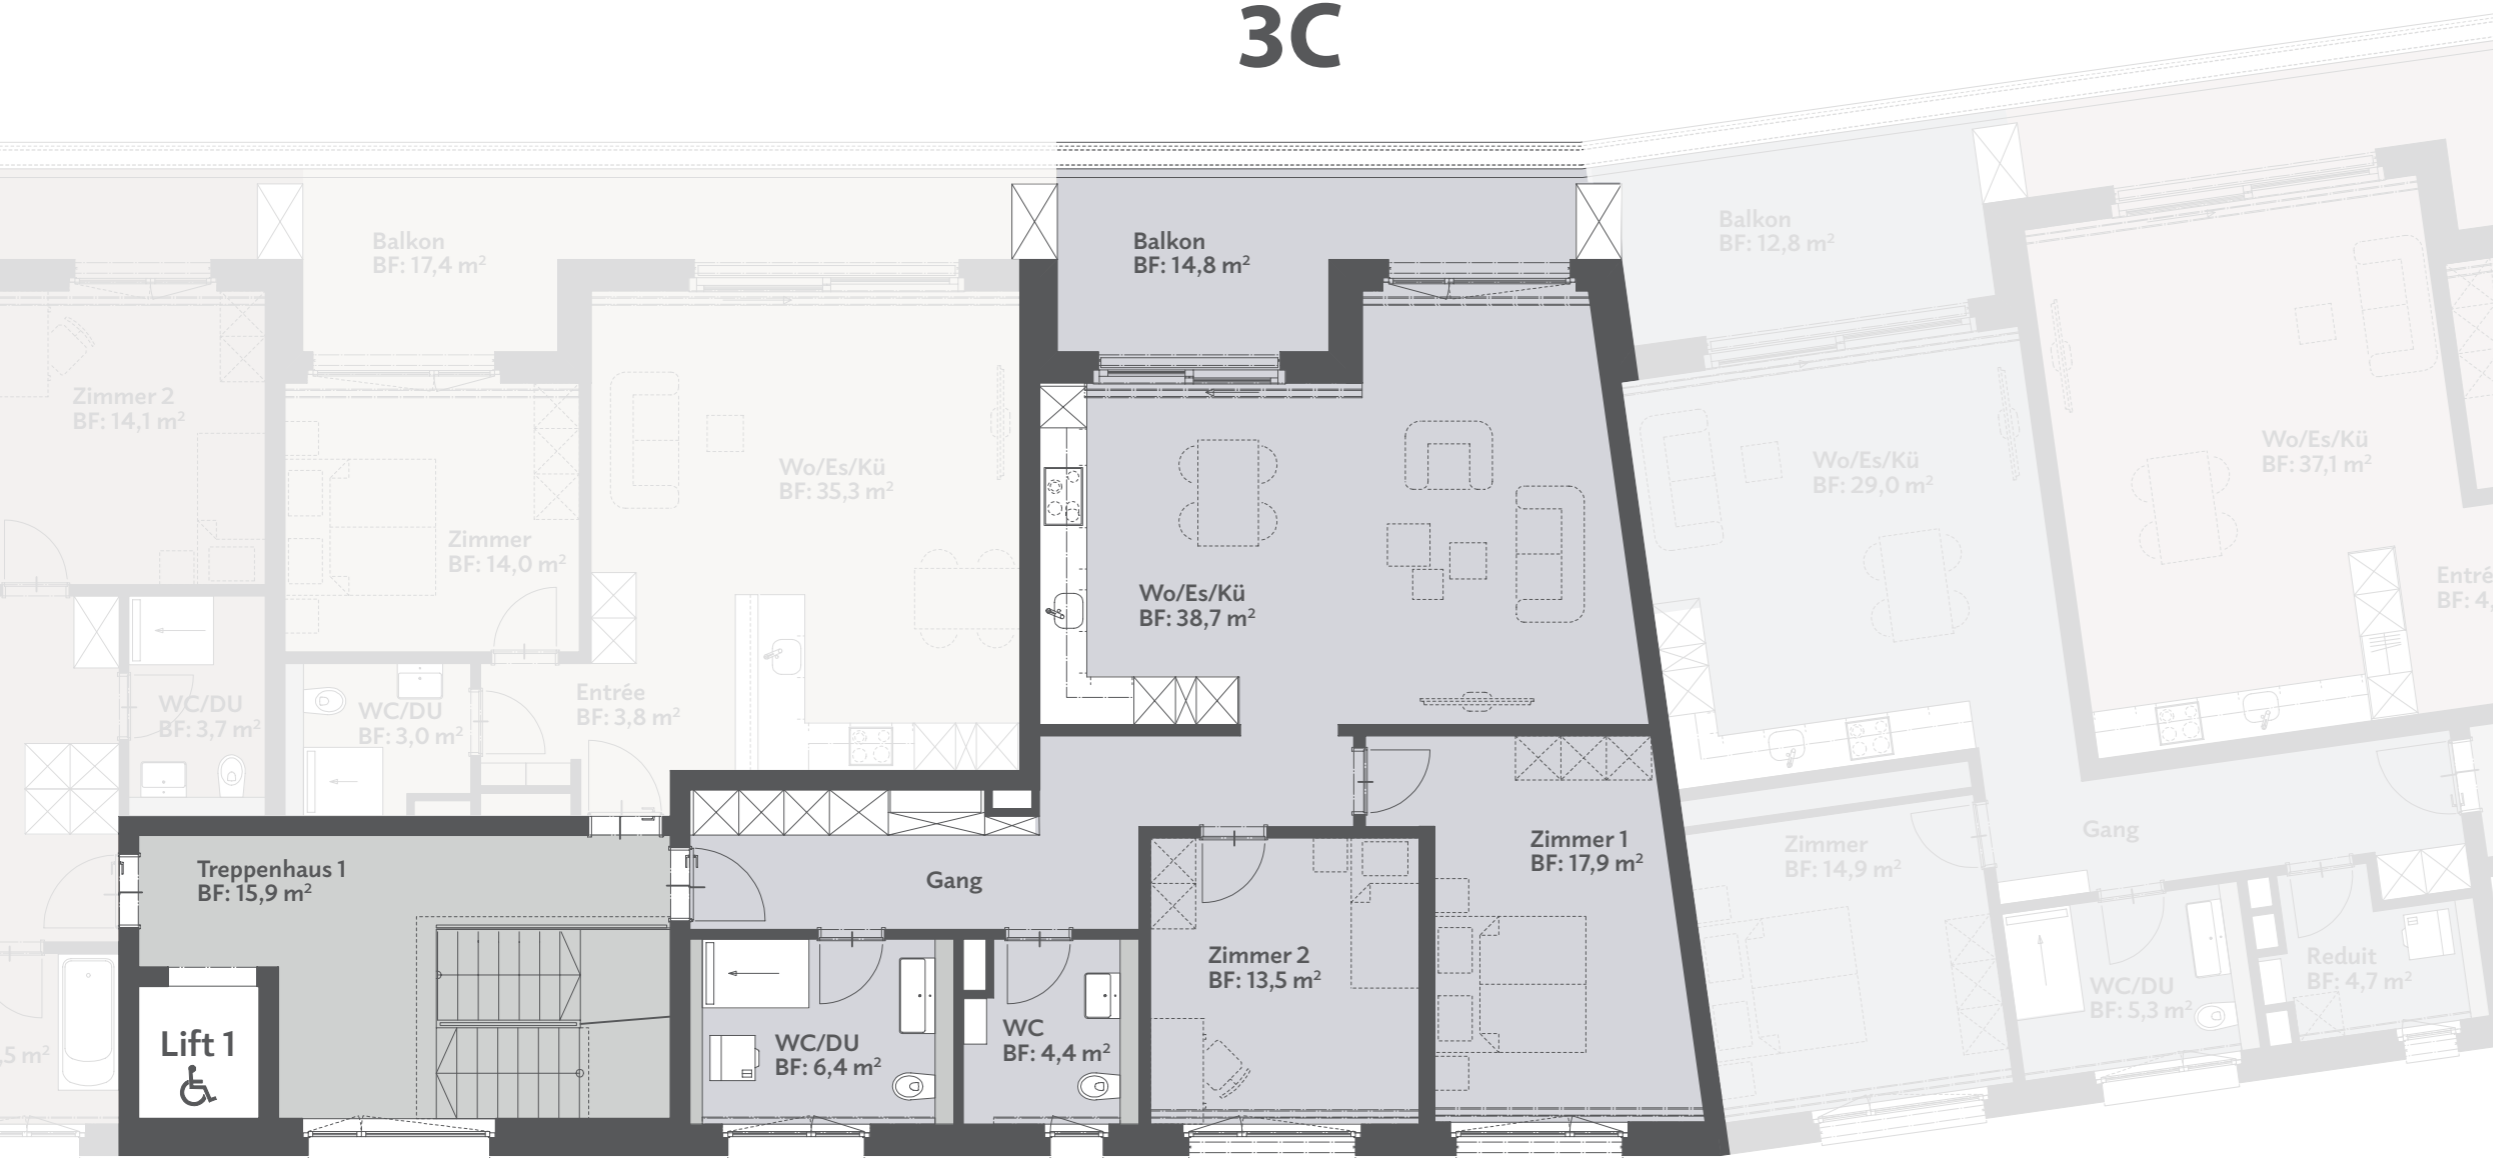 3C
Balkon
BF: 17,4 m²
Balkon
BF: 14,8 m²
Balkon
BF: 12,8 m²
Zimmer 2
BF: 14,1 m²
Wo/Es/Kü
BF: 35,3 m²
Wo/Es/Kü
BF: 29,0 m²
Wo/Es/Kü
BF: 37,1 m²
Zimmer
BF: 14,0 m²
Wo/Es/Kü
BF: 38,7 m²
Entrée
BF: 4,
WC/DU
BF: 3,7 m²
WC/DU
BF: 3,0 m²
Entrée
BF: 3,8 m²
Treppenhaus 1
BF: 15,9 m²
Gang
Zimmer 1
BF: 17,9 m²
Zimmer
BF: 14,9 m²
Gang
Zimmer 2
BF: 13,5 m²
Reduit
BF: 4,7 m²
WC/DU
BF: 5,3 m²
,5 m²
Lift 1
WC/DU
BF: 6,4 m²
WC
BF: 4,4 m²